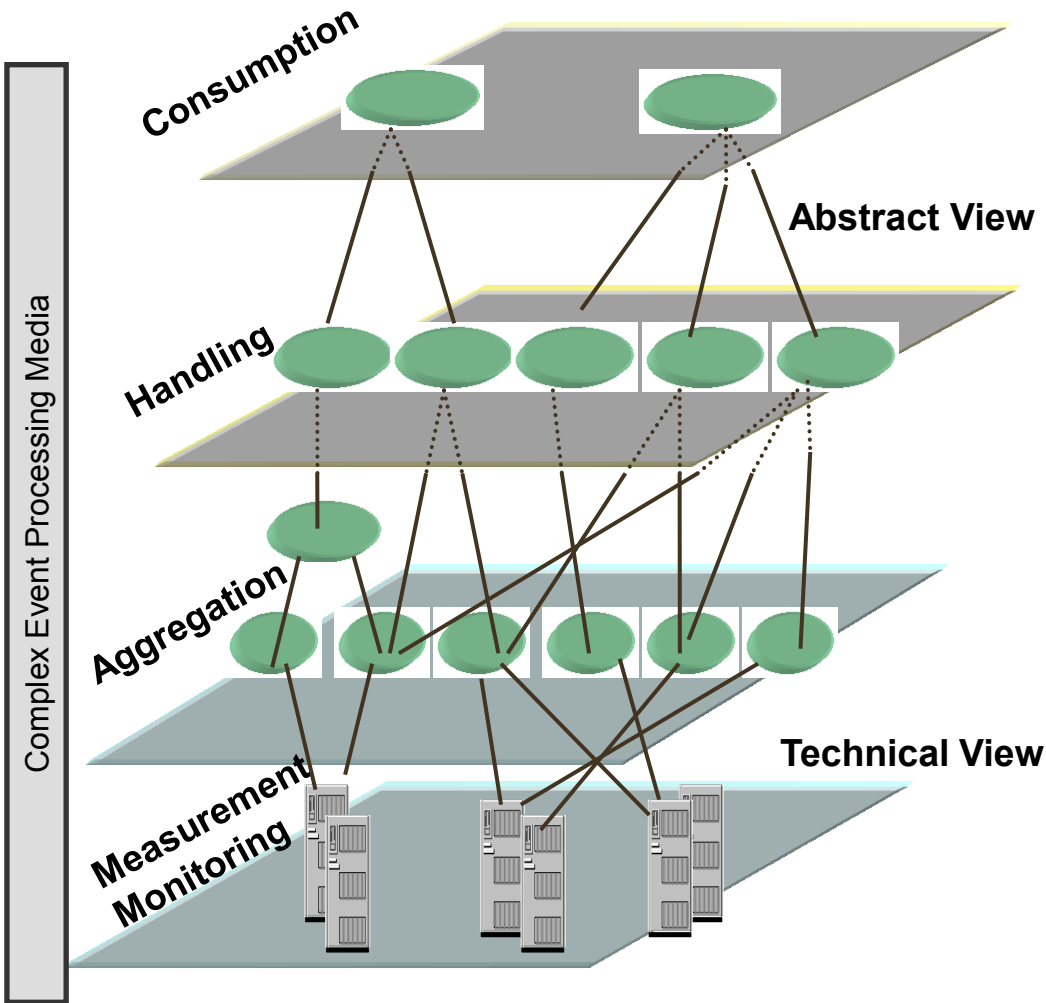 Consumption
Abstract View
Handling
Complex Event Processing Media
Aggregation
Technical View
Measurement
Monitoring